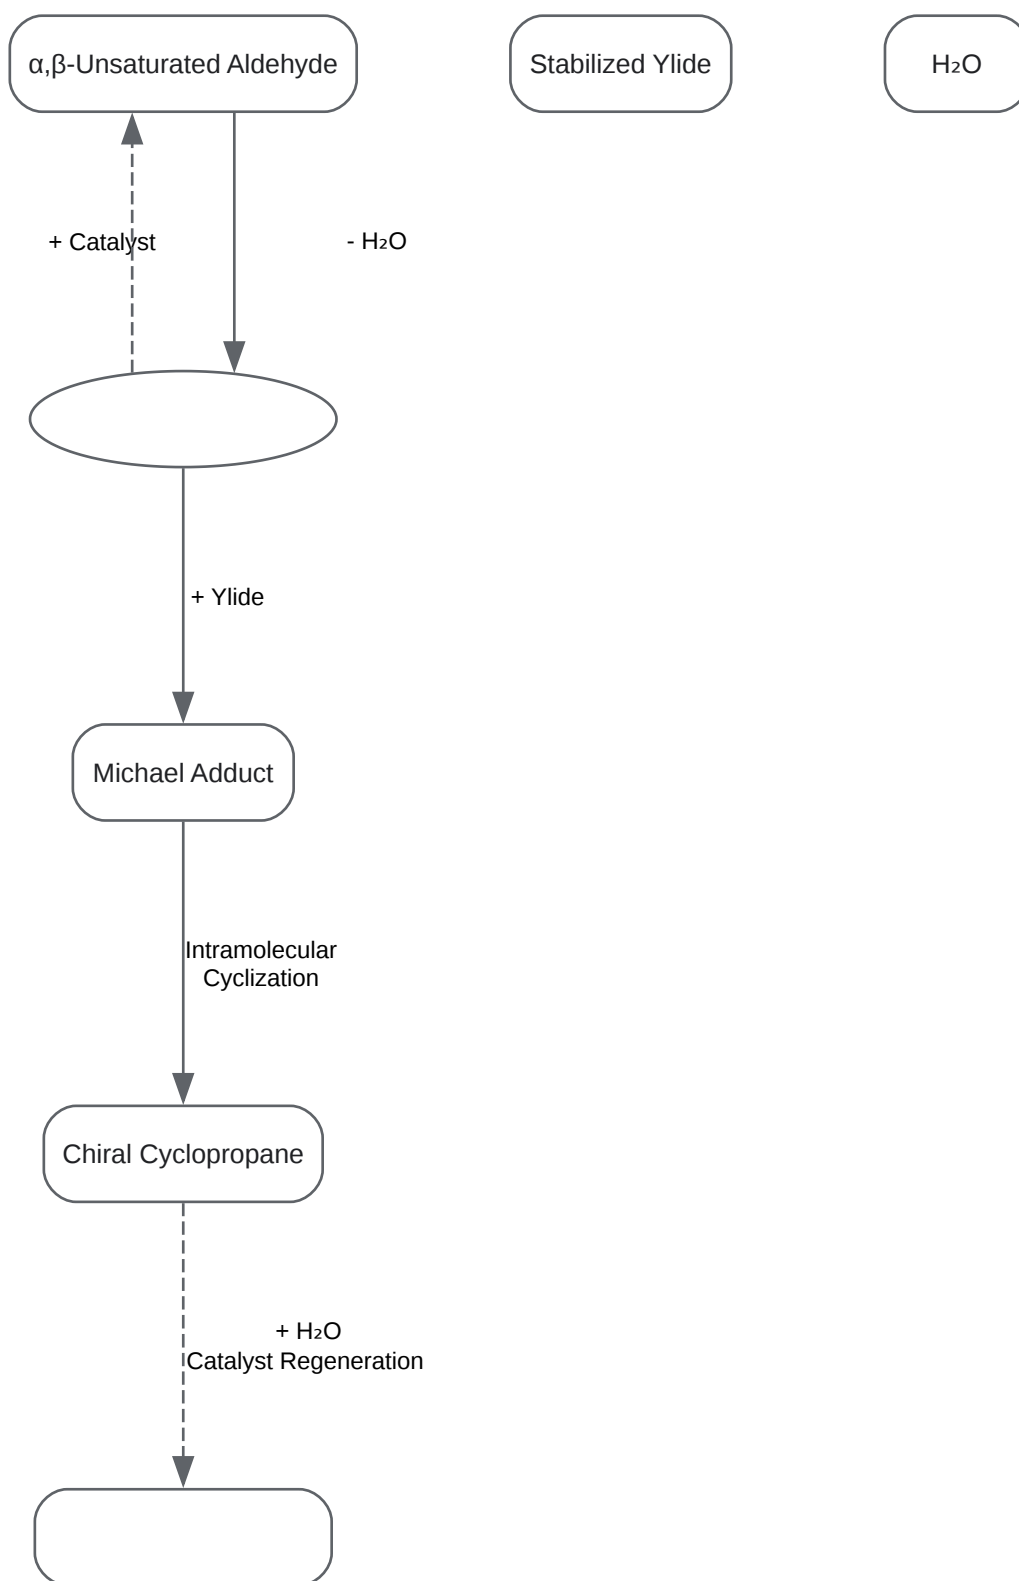 α,β-Unsaturated Aldehyde
Stabilized Ylide
H₂O
+ Catalyst
- H₂O
+ Ylide
Michael Adduct
Intramolecular
Cyclization
Chiral Cyclopropane
+ H₂O
Catalyst Regeneration